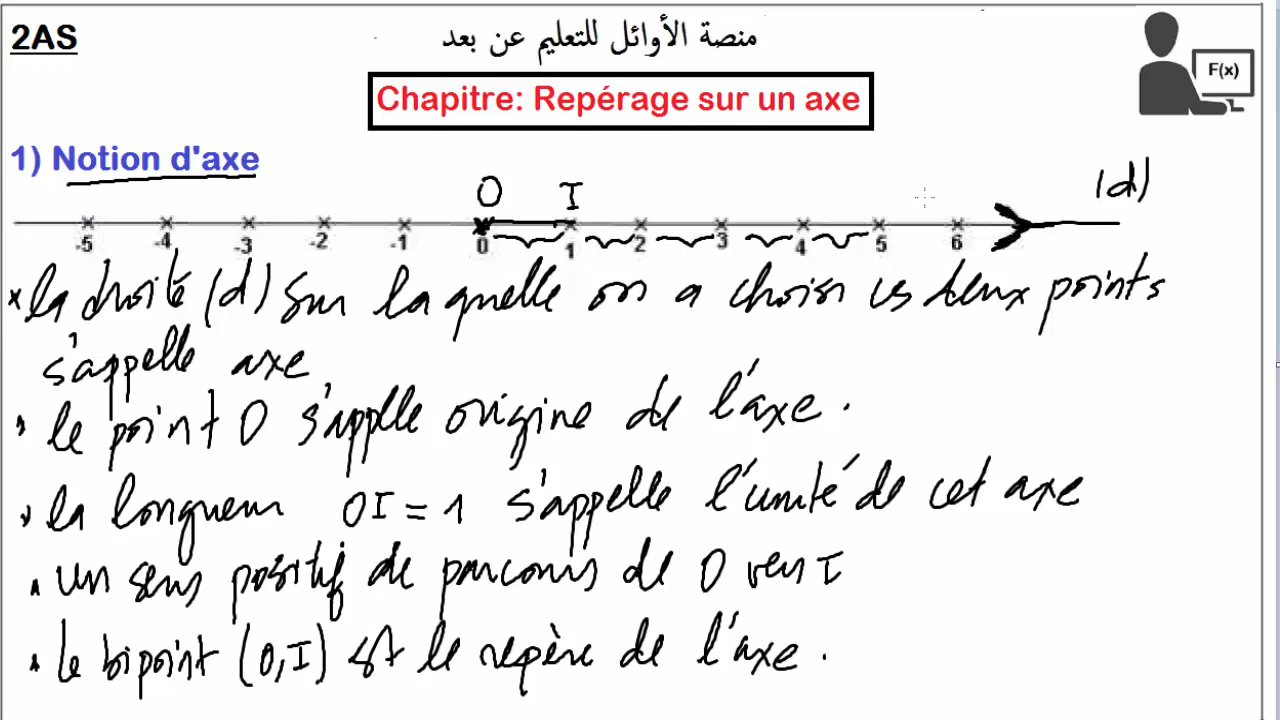 2AS
منصة الأوائل للتعليم عن بعد
F(x)
Chapitre: Repérage sur un axe
1) Notion d'axe
O I (d)
-5 -4 -3 -2 -1 0 1 2 3 4 5 6
× la droite (d) sur laquelle on a choisi ces deux points
s'appelle axe
le point O s'applle origine de l'axe.
la longueur OI = 1 s'appelle l'unité de cet axe
un sens positif de parcours de O vers I
le bipoint (O,I) est le repère de l'axe.